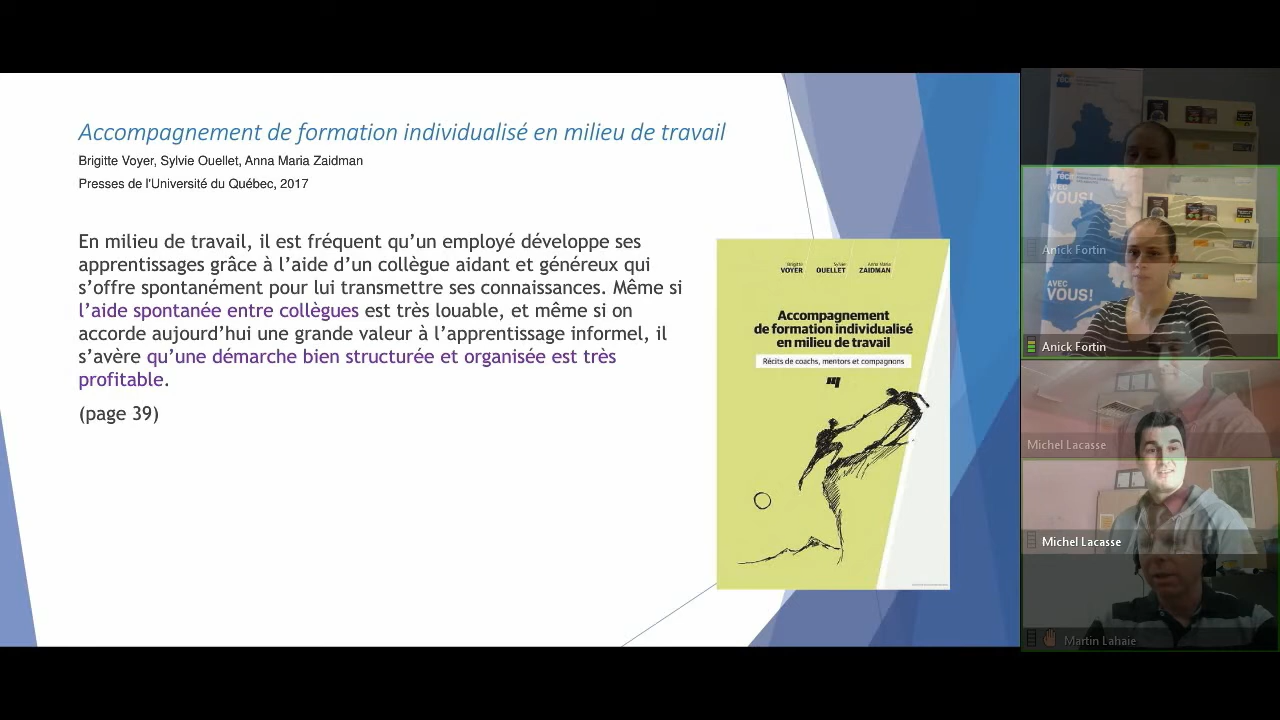 Accompagnement de formation individualisé en milieu de travail
Brigitte Voyer, Sylvie Ouellet, Anna Maria Zaidman
Presses de l'Université du Québec, 2017
En milieu de travail, il est fréquent qu’un employé développe ses
apprentissages grâce à l’aide d’un collègue aidant et généreux qui
s’offre spontanément pour lui transmettre ses connaissances. Même si
l’aide spontanée entre collègues est très louable, et même si on
accorde aujourd’hui une grande valeur à l’apprentissage informel, il
s’avère qu’une démarche bien structurée et organisée est très
profitable.
(page 39)
Brigitte Sylvie Anna Maria
VOYER OUELLET ZAIDMAN
Accompagnement
de formation individualisé
en milieu de travail
Récits de coachs, mentors et compagnons
AVEC
VOUS!
Anick Fortin
AVEC
VOUS!
Anick Fortin
Michel Lacasse
Michel Lacasse
Martin Lahaie